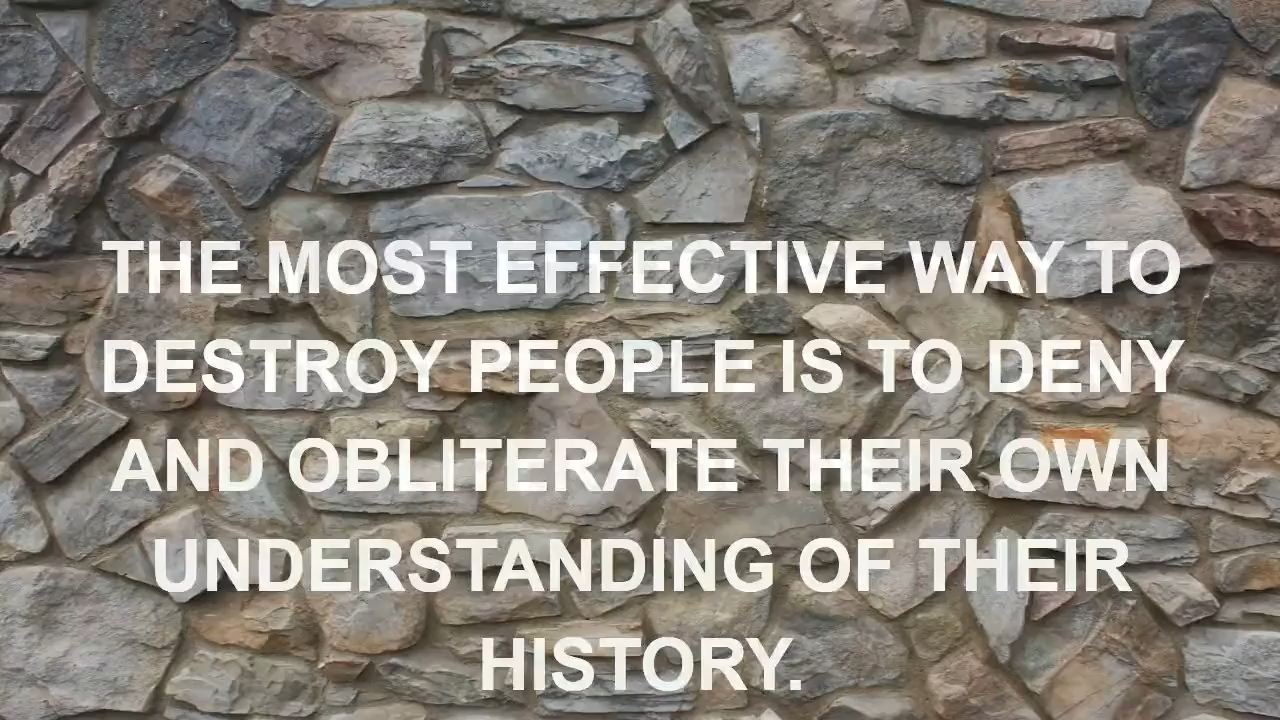 THE MOST EFFECTIVE WAY TO
DESTROY PEOPLE IS TO DENY
AND OBLITERATE THEIR OWN
UNDERSTANDING OF THEIR
HISTORY.